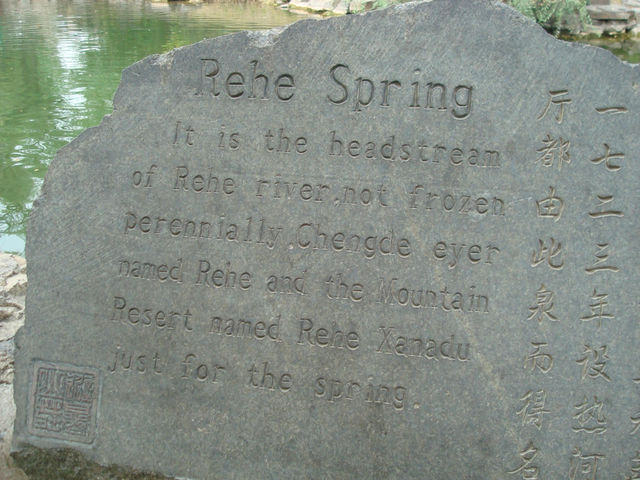 Rehe Spring
It is the headstream
of Rehe river,not frozen
perennially.Chengde eyer
named Rehe and the Mountain
Resert named Rehe Xanadu
just for the spring.
一七二三年设热河
厅都由此泉而得名